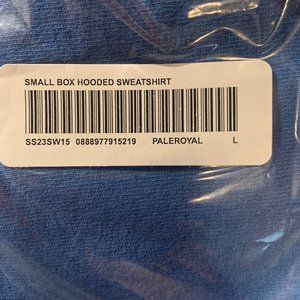 SMALL BOX HOODED SWEATSHIRT
SS23SW15 0888977915219 PALEROYAL L